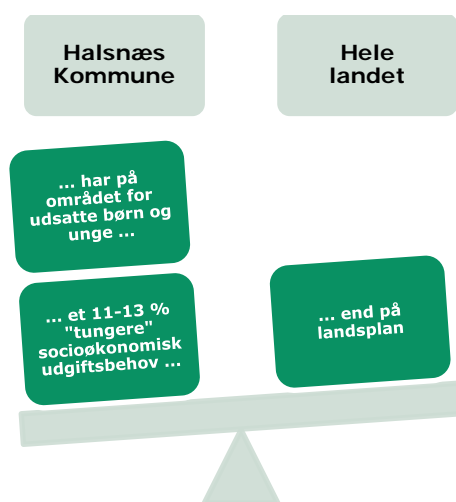 Halsnæs
Kommune
Hele
landet
... har på
området for
udsatte børn og
unge ...
... et 11-13 %
"tungere"
socioøkonomisk
udgiftsbehov ...
... end på
landsplan